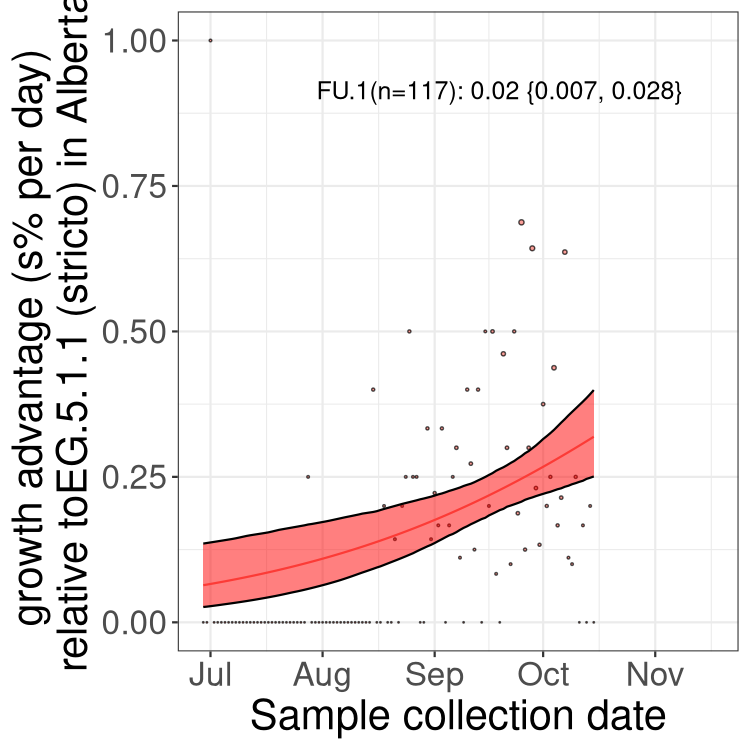 growth advantage (s% per day)
relative toEG.5.1.1 (stricto) in Alberta
1.00
0.75
0.50
0.25
0.00
FU.1(n=117): 0.02 {0.007, 0.028}
Jul Aug Sep Oct Nov
Sample collection date